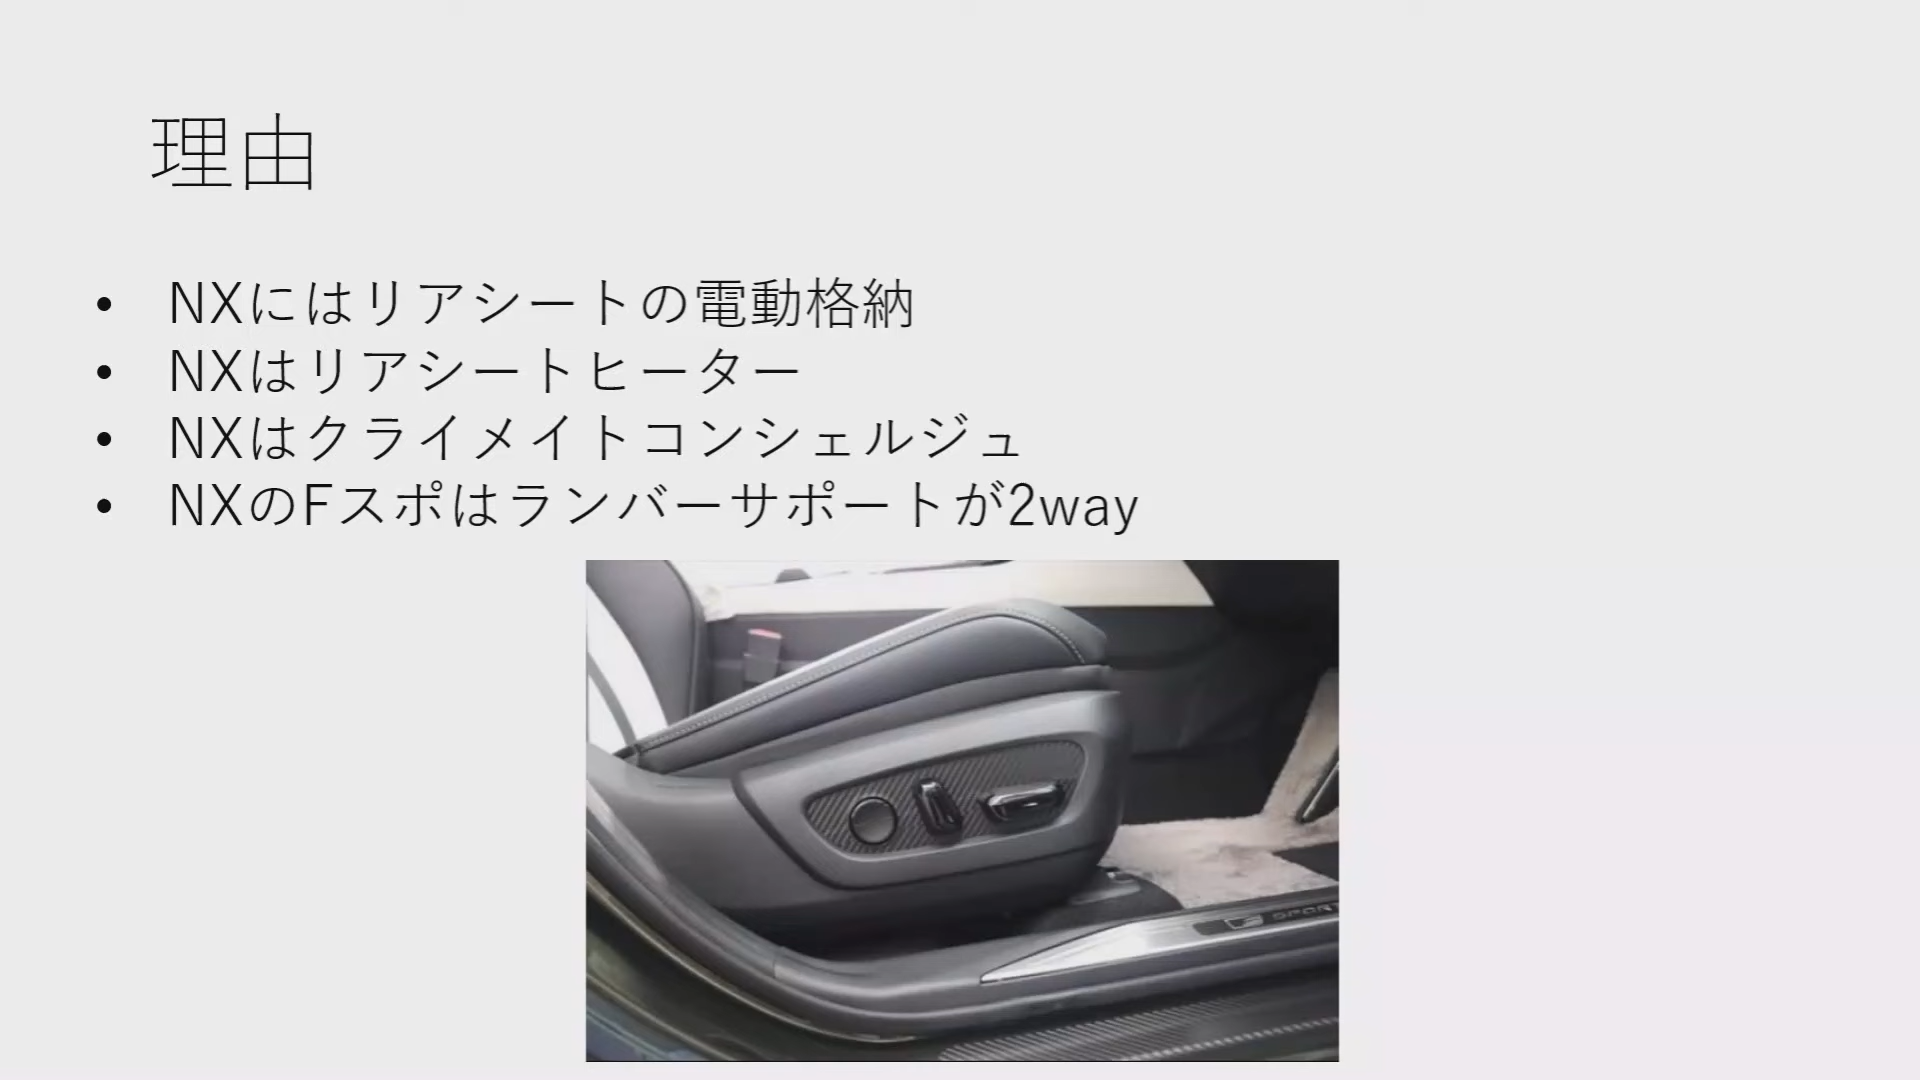 理由
• NXにはリアシートの電動格納
• NXはリアシートヒーター
• NXはクライメイトコンシェルジュ
• NXのFスポはランバーサポートが2way